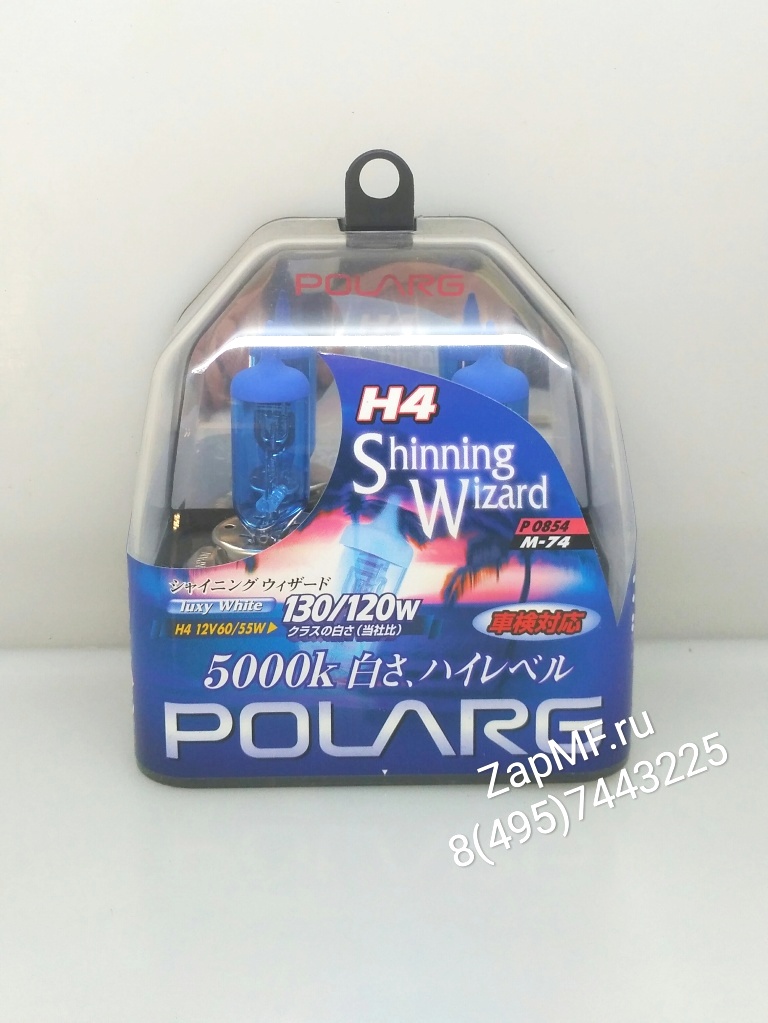 POLARG
H4
Shinning
Wizard
P 0854
M-74
シャイニング ウィザード
luxy White
130/120W
H4 12V60/55W▶
クラスの白さ(当社比)
車検対応
5000k 白さ、ハイレベル
POLARG
ZapMF.ru
8(495)7443225